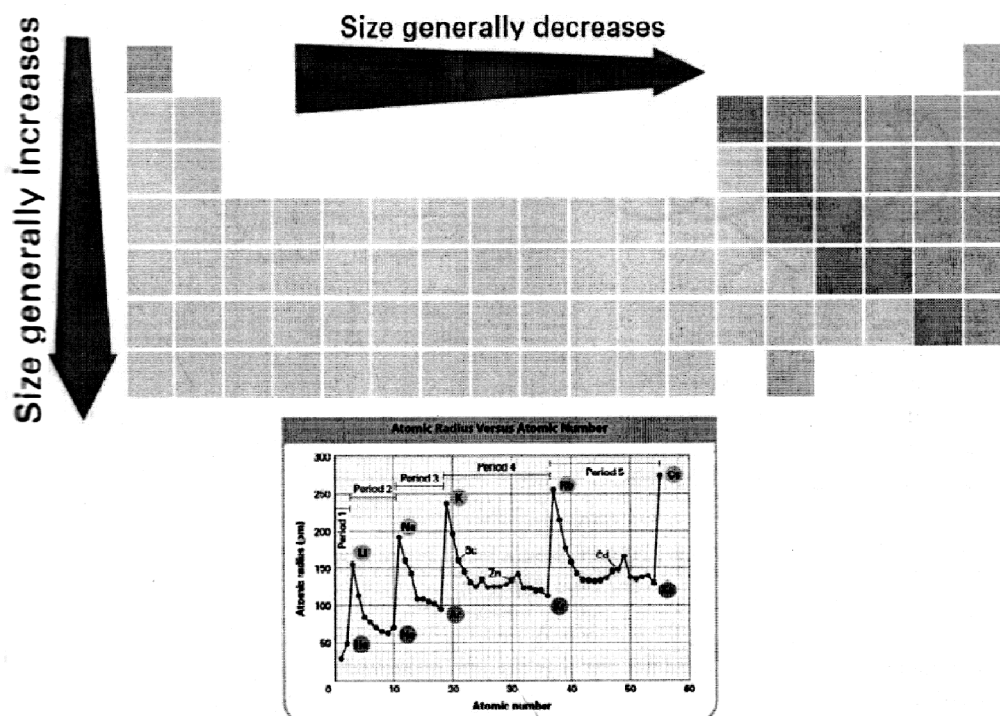 Size generally decreases
Size generally increases
Atomic Radius Versus Atomic Number
300
250
200
150
100
50
0
Atomic radius (pm)
Period 1
Period 2
Period 3
Period 4
Period 5
Li
Na
K
Sc
Zn
Rb
Cd
Cs
10
20
30
40
50
60
Atomic number